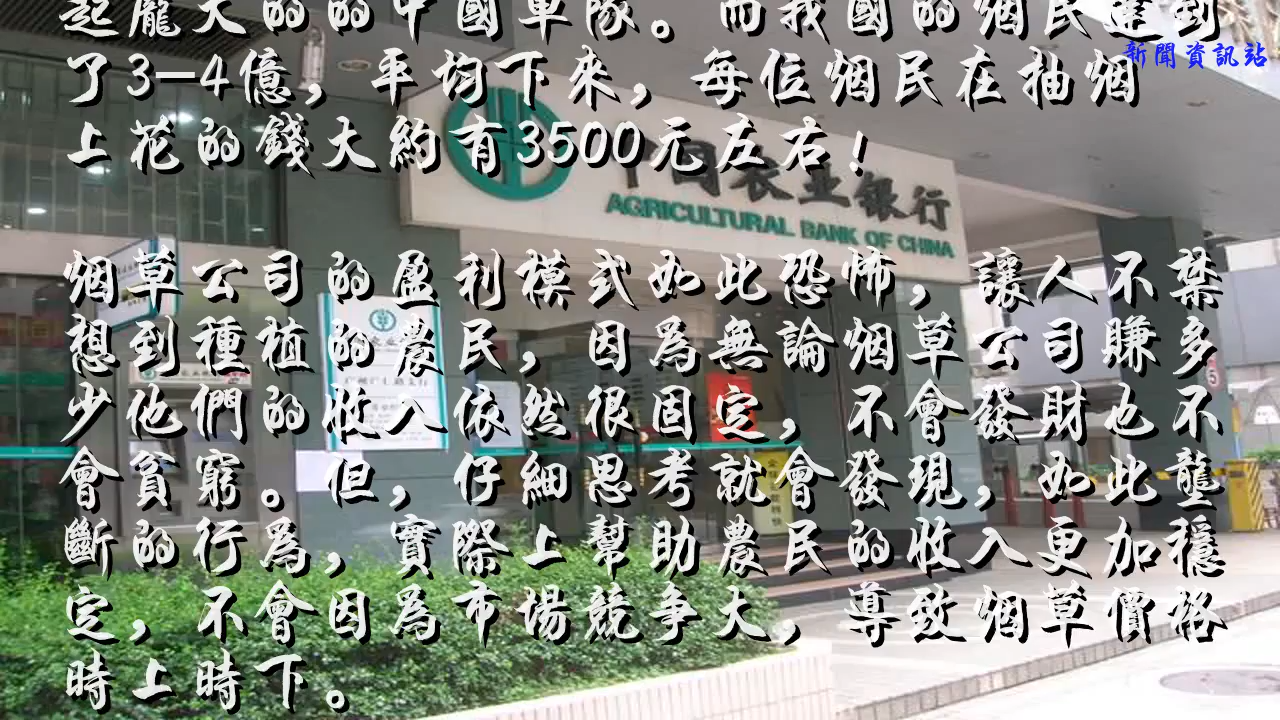 起龐大的的中國軍隊。而我國的烟民達到
新聞資訊站
了3—4億，平均下來，每位烟民在抽烟
上花的錢大約有3500元左右！
中国农业银行
AGRICULTURAL BANK OF CHINA
烟草公司的盈利模式如此恐怖，讓人不禁
想到種植的農民，因為無論烟草公司賺多
少他們的收入依然很固定，不會發財也不
會貧窮。但，仔細思考就會發現，如此壟
斷的行為，實際上幫助農民的收入更加穩
定，不會因為市場競爭大，導致烟草價格
時上時下。
5